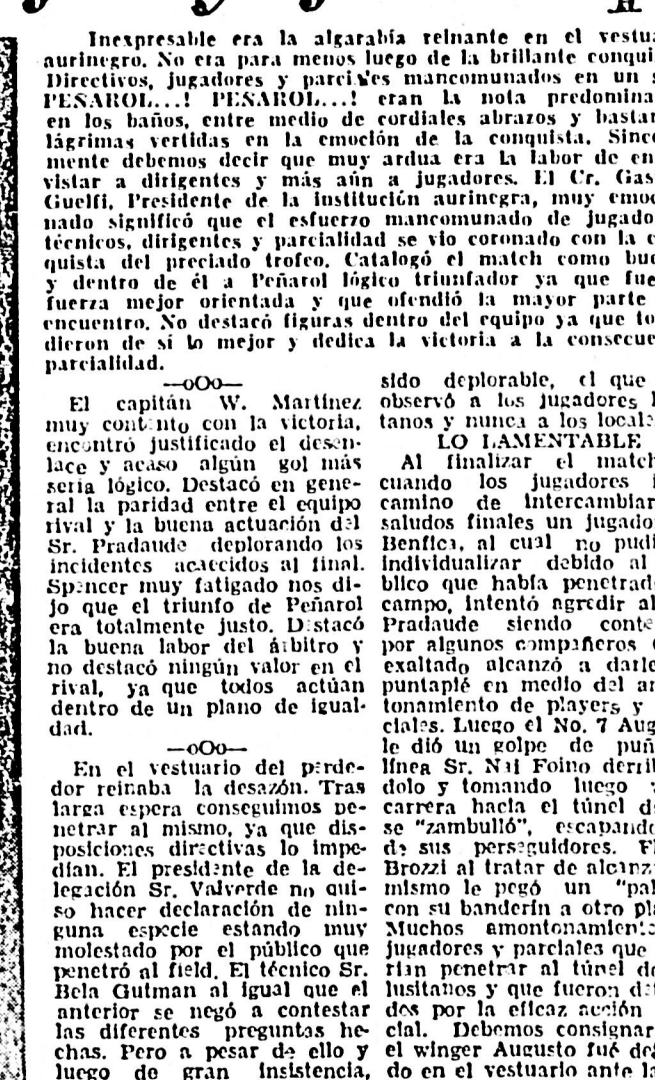 Inexpresable era la algarabía reinante en el vestua
aurinegro. No era para menos luego de la brillante conqui
Directivos, jugadores y parciales mancomunados en un s
PEÑAROL...! PEÑAROL...! eran la nota predomina
en los baños, entre medio de cordiales abrazos y bastan
lágrimas vertidas en la emoción de la conquista. Since
mente debemos decir que muy ardua era la labor de en
vistar a dirigentes y más aún a jugadores. El Cr. Gas
Guelfi, Presidente de la institución aurinegra, muy emoc
nado significó que el esfuerzo mancomunado de jugado
técnicos, dirigentes y parcialidad se vio coronado con la c
quista del preciado trofeo. Catalogó el match como bue
y dentro de él a Peñarol lógico triunfador ya que fue
fuerza mejor orientada y que ofendió la mayor parte
encuentro. No destacó figuras dentro del equipo ya que to
dieron de sí lo mejor y dedica la victoria a la consecue
parcialidad.
—oOo—
El capitán W. Martínez
muy contento con la victoria,
encontró justificado el desen-
lace y acaso algún gol más
sería lógico. Destacó en gene-
ral la paridad entre el equipo
rival y la buena actuación del
Sr. Pradaude deplorando los
incidentes acaecidos al final.
Spencer muy fatigado nos di-
jo que el triunfo de Peñarol
era totalmente justo. Destacó
la buena labor del árbitro y
no destacó ningún valor en el
rival, ya que todos actúan
dentro de un plano de igual-
dad.
—oOo—
En el vestuario del perde-
dor reinaba la desazón. Tras
larga espera conseguimos pe-
netrar al mismo, ya que dis-
posiciones directivas lo impe-
dían. El presidente de la de-
legación Sr. Valverde no qui-
so hacer declaración de nin-
guna especie estando muy
molestado por el público que
penetró al field. El técnico Sr.
Bela Gutman al igual que el
anterior se negó a contestar
las diferentes preguntas he-
chas. Pero a pesar de ello y
luego de gran insistencia,
sido deplorable, el que
observó a los jugadores l
tanos y nunca a los locale
LO LAMENTABLE
Al finalizar el match
cuando los jugadores i
camino de intercambiar
saludos finales un jugado
Benfica, al cual no pudi
individualizar debido al
blico que había penetrado
campo, intentó agredir al
Pradaude siendo conte
por algunos compañeros
exaltado alcanzó a darle
puntapié en medio del am
tonamiento de players y
ciales. Luego el No. 7 Aug
le dió un golpe de puñ
línea Sr. Nai Foino derrib
dolo y tomando luego v
carrera hacia el túnel d
se "zambulló", escapando
de sus perseguidores. El
Brozzi al tratar de alcanz
mismo le pegó un "pal
con su banderín a otro pl
Muchos amontonamient
jugadores y parciales que
rían penetrar al túnel de
lusitanos y que fueron det
dos por la eficaz acción
cial. Debemos consignar
el winger Augusto fué de
do en el vestuario ante la